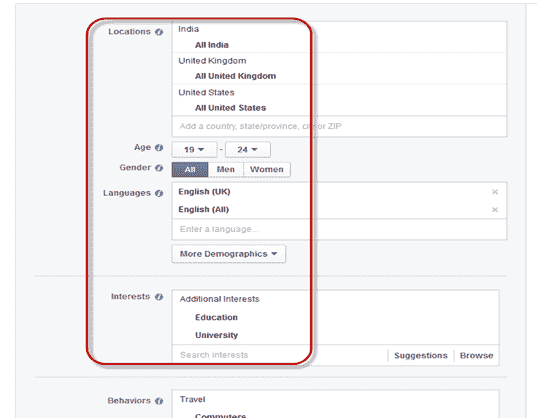 Locations
India
All India
United Kingdom
All United Kingdom
United States
All United States
Add a country, state/province, city or ZIP
Age 19 - 24
Gender All Men Women
Languages English (UK)
English (All)
Enter a language...
More Demographics
Interests Additional Interests
Education
University
Search interests Suggestions Browse
Behaviors Travel
Commuters